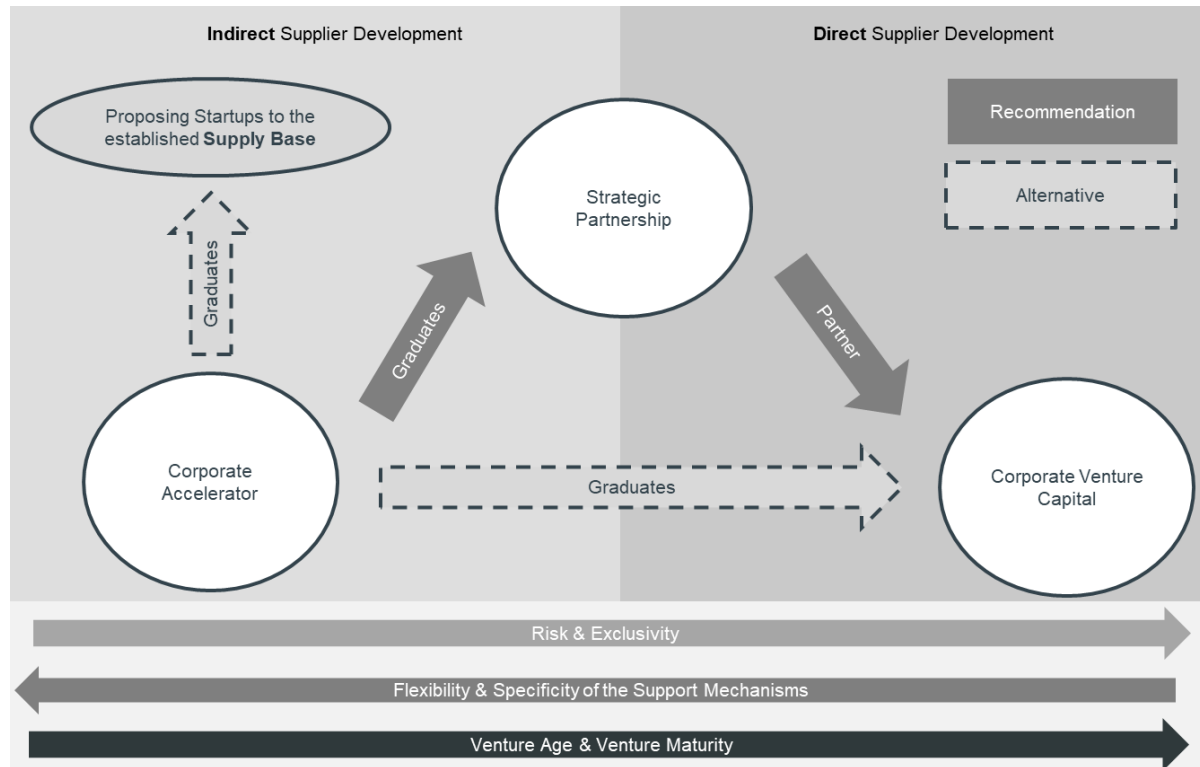 Indirect Supplier Development
Direct Supplier Development
Proposing Startups to the
established Supply Base
Recommendation
Alternative
Strategic
Partnership
Graduates
Graduates
Partner
Corporate
Accelerator
Graduates
Corporate Venture
Capital
Risk & Exclusivity
Flexibility & Specificity of the Support Mechanisms
Venture Age & Venture Maturity